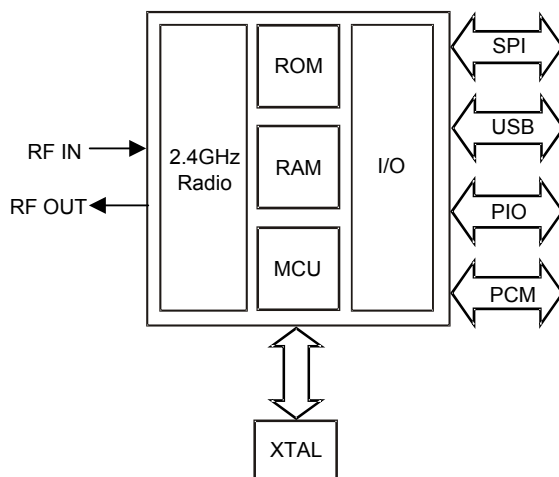 ROM
SPI
USB
RF IN
2.4GHz
Radio
RAM
I/O
RF OUT
PIO
MCU
PCM
XTAL